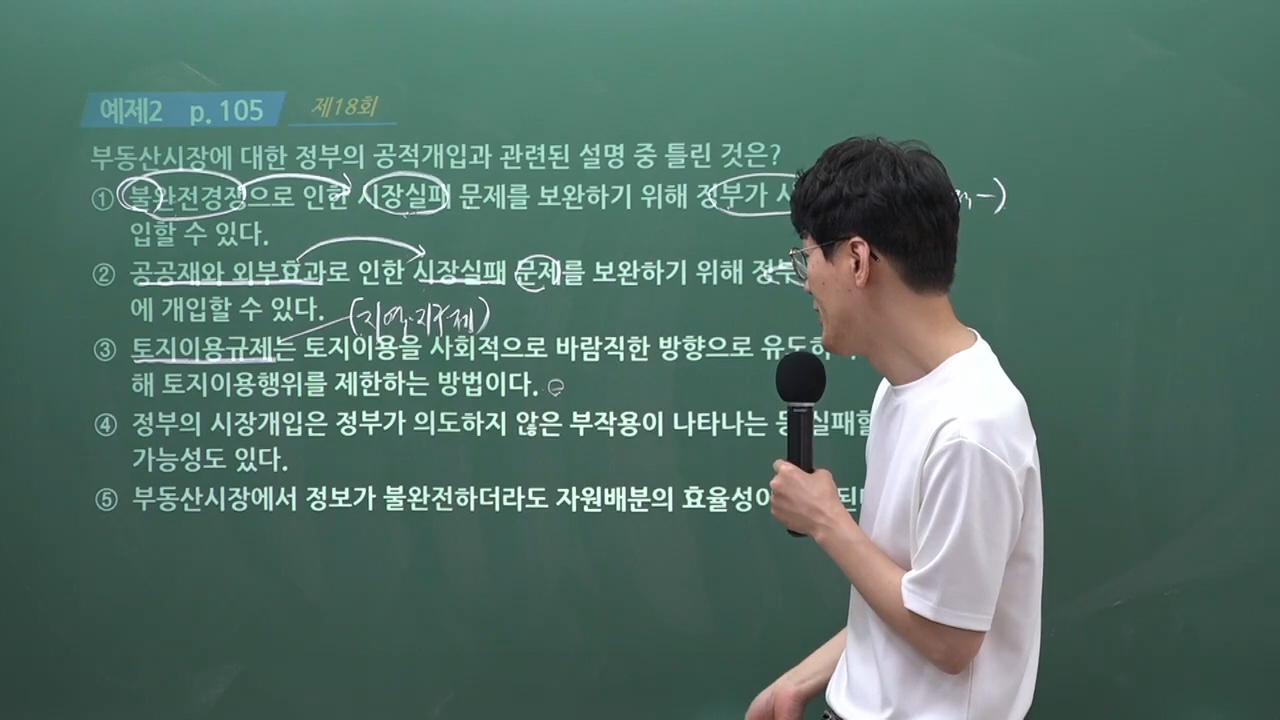 예제2 p. 105 제18회
부동산시장에 대한 정부의 공적개입과 관련된 설명 중 틀린 것은?
① 불완전경쟁으로 인한 시장실패 문제를 보완하기 위해 정부가
입할 수 있다.
② 공공재와 외부효과로 인한 시장실패 문제를 보완하기 위해
에 개입할 수 있다.
(지역·지구제)
③ 토지이용규제는 토지이용을 사회적으로 바람직한 방향으로
해 토지이용행위를 제한하는 방법이다.
④ 정부의 시장개입은 정부가 의도하지 않은 부작용이 나타나는 등 실패할
가능성도 있다.
⑤ 부동산시장에서 정보가 불완전하더라도 자원배분의 효율성이